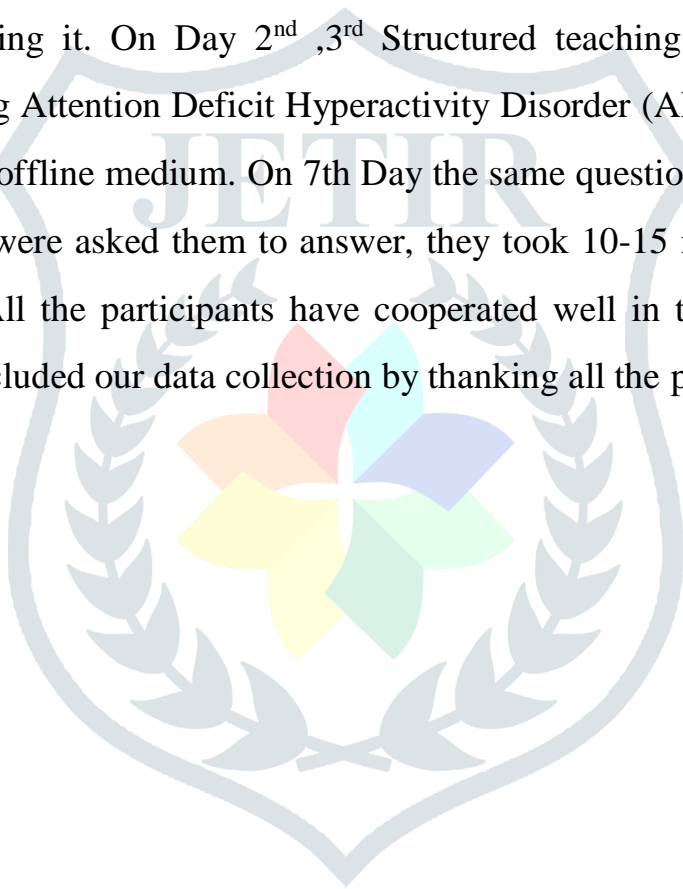 ing it. On Day 2nd ,3rd Structured teaching
g Attention Deficit Hyperactivity Disorder (A
offline medium. On 7th Day the same questio
were asked them to answer, they took 10-15
All the participants have cooperated well in t
cluded our data collection by thanking all the p
JETIR